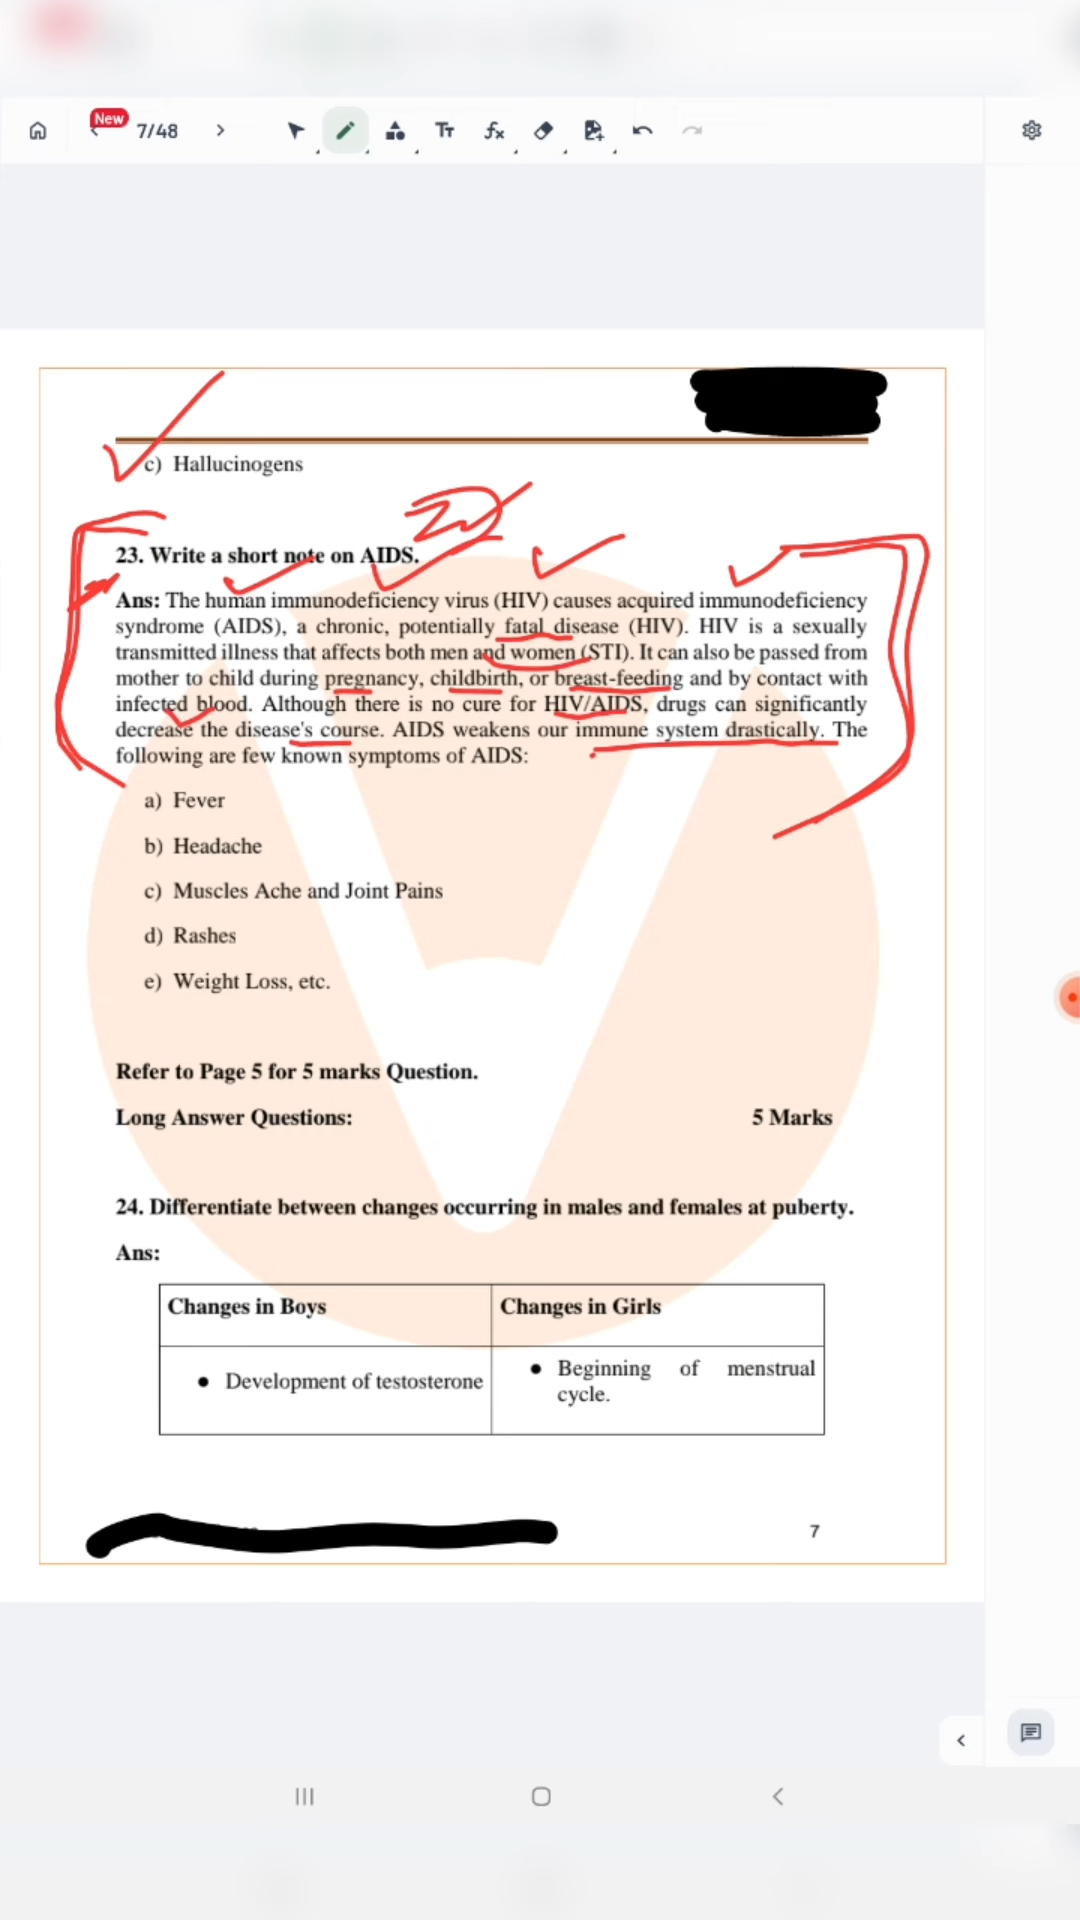 New
7/48
Tт
fx
c) Hallucinogens
23. Write a short note on AIDS.
Ans: The human immunodeficiency virus (HIV) causes acquired immunodeficiency
syndrome (AIDS), a chronic, potentially fatal disease (HIV). HIV is a sexually
transmitted illness that affects both men and women (STI). It can also be passed from
mother to child during pregnancy, childbirth, or breast-feeding and by contact with
infected blood. Although there is no cure for HIV/AIDS, drugs can significantly
decrease the disease's course. AIDS weakens our immune system drastically. The
following are few known symptoms of AIDS:
a) Fever
b) Headache
c) Muscles Ache and Joint Pains
d) Rashes
e) Weight Loss, etc.
Refer to Page 5 for 5 marks Question.
Long Answer Questions: 5 Marks
24. Differentiate between changes occurring in males and females at puberty.
Ans:
Changes in Boys Changes in Girls
• Development of testosterone
• Beginning of menstrual
cycle.
7